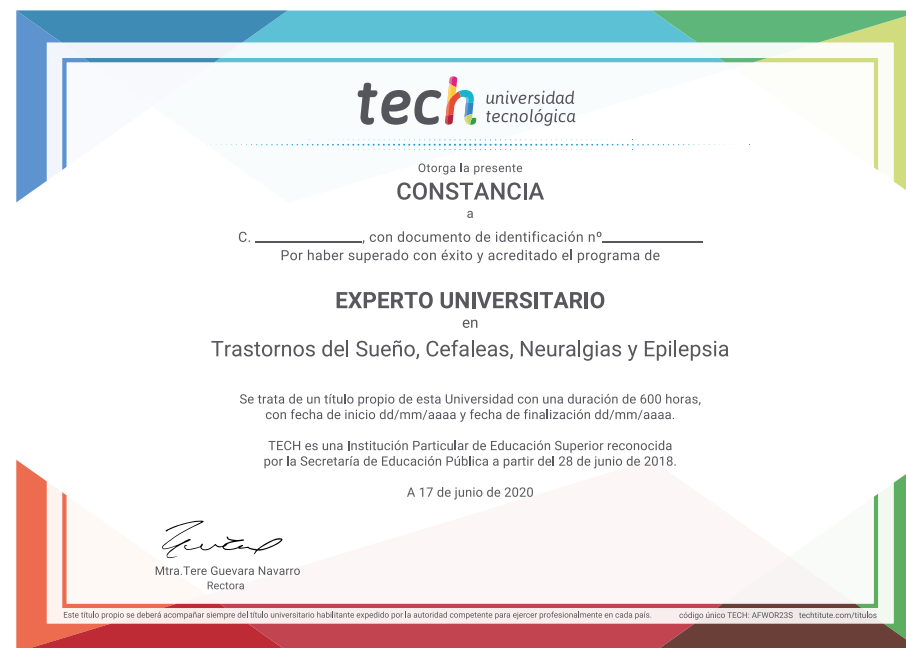 tech universidad
tecnológica
Otorga la presente
CONSTANCIA
a
C. ____________, con documento de identificación nº____________
Por haber superado con éxito y acreditado el programa de
EXPERTO UNIVERSITARIO
en
Trastornos del Sueño, Cefaleas, Neuralgias y Epilepsia
Se trata de un título propio de esta Universidad con una duración de 600 horas,
con fecha de inicio dd/mm/aaaa y fecha de finalización dd/mm/aaaa.
TECH es una Institución Particular de Educación Superior reconocida
por la Secretaría de Educación Pública a partir del 28 de junio de 2018.
A 17 de junio de 2020
Mtra.Tere Guevara Navarro
Rectora
Este título propio se deberá acompañar siempre del título universitario habilitante expedido por la autoridad competente para ejercer profesionalmente en cada país. código único TECH: AFWOR23S techtitute.com/títulos